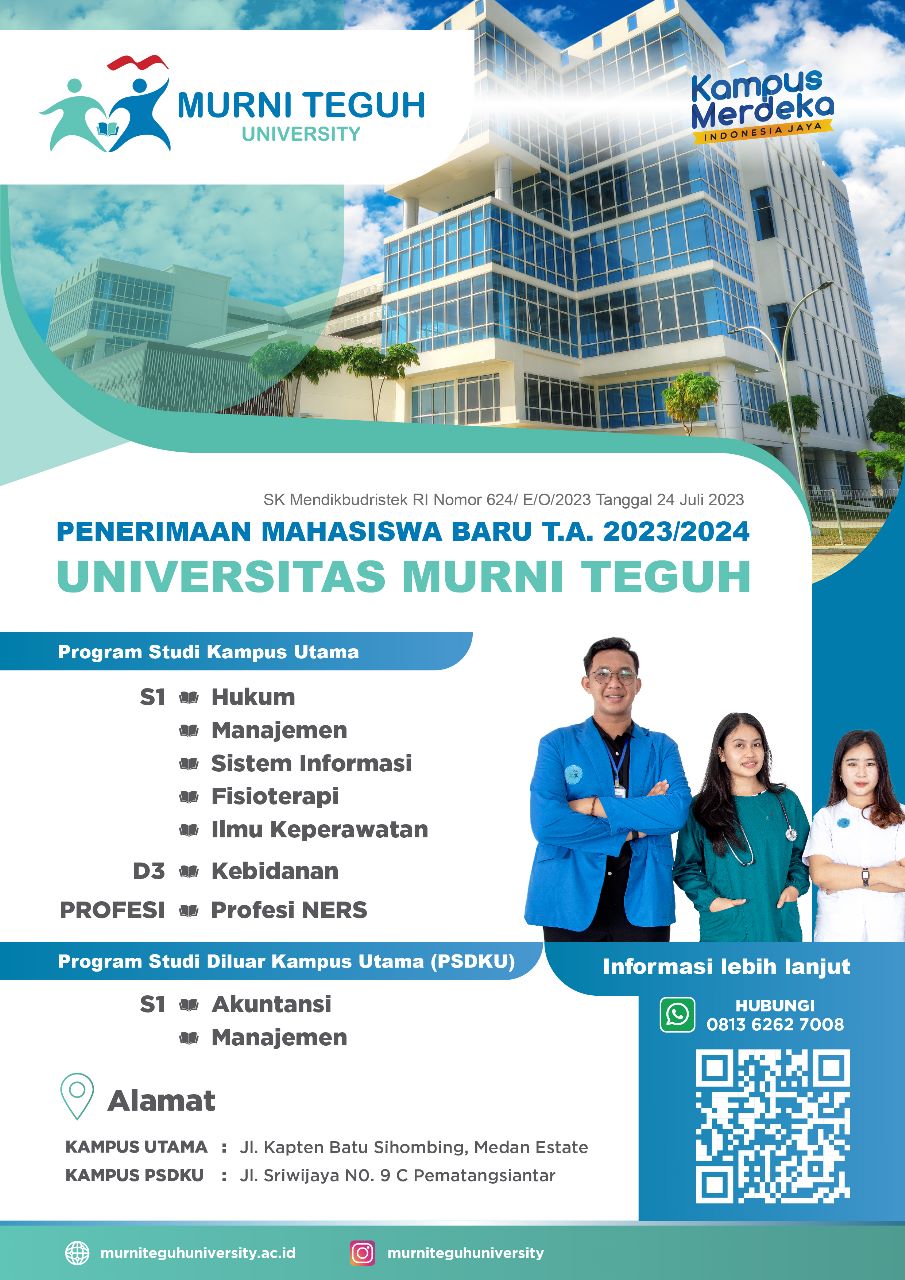 MURNI TEGUH
UNIVERSITY
Kampus
Merdeka
INDONESIA JAYA
SK Mendikbudristek RI Nomor 624/ E/O/2023 Tanggal 24 Juli 2023
PENERIMAAN MAHASISWA BARU T.A. 2023/2024
UNIVERSITAS MURNI TEGUH
Program Studi Kampus Utama
S1 Hukum
Manajemen
Sistem Informasi
Fisioterapi
Ilmu Keperawatan
D3 Kebidanan
PROFESI Profesi NERS
Program Studi Diluar Kampus Utama (PSDKU)
S1 Akuntansi
Manajemen
Informasi lebih lanjut
HUBUNGI
0813 6262 7008
Alamat
KAMPUS UTAMA : Jl. Kapten Batu Sihombing, Medan Estate
KAMPUS PSDKU : Jl. Sriwijaya N0. 9 C Pematangsiantar
murniteguhuniversity.ac.id
murniteguhuniversity